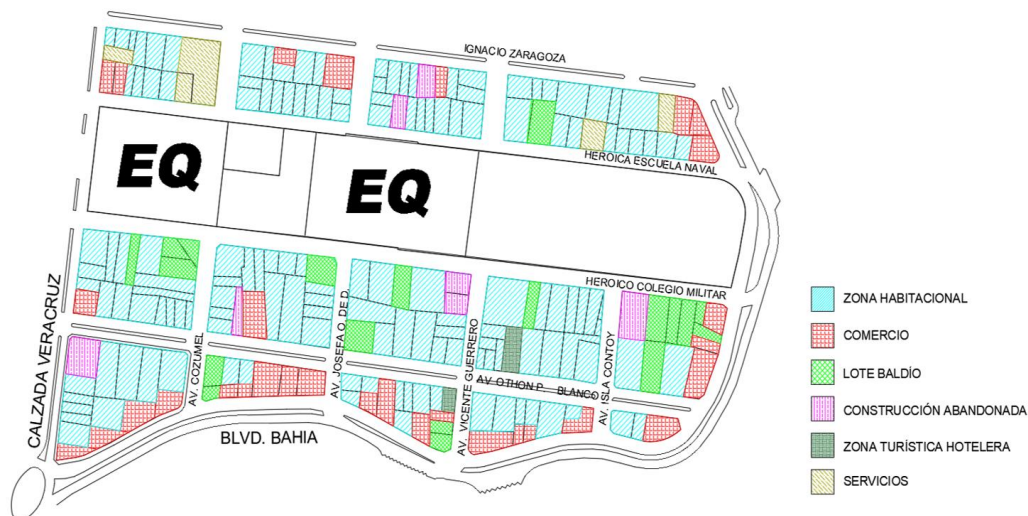 IGNACIO ZARAGOZA
HEROICA ESCUELA NAVAL
EQ
EQ
HEROICO COLEGIO MILITAR
CALZADA VERACRUZ
AV. COZUMEL
AV. JOSEFA O. DE D.
AV. VICENTE GUERRERO
AV. ISLA CONTOY
AV. OTHON P. BLANCO
BLVD. BAHIA
ZONA HABITACIONAL
COMERCIO
LOTE BALDÍO
CONSTRUCCIÓN ABANDONADA
ZONA TURÍSTICA HOTELERA
SERVICIOS